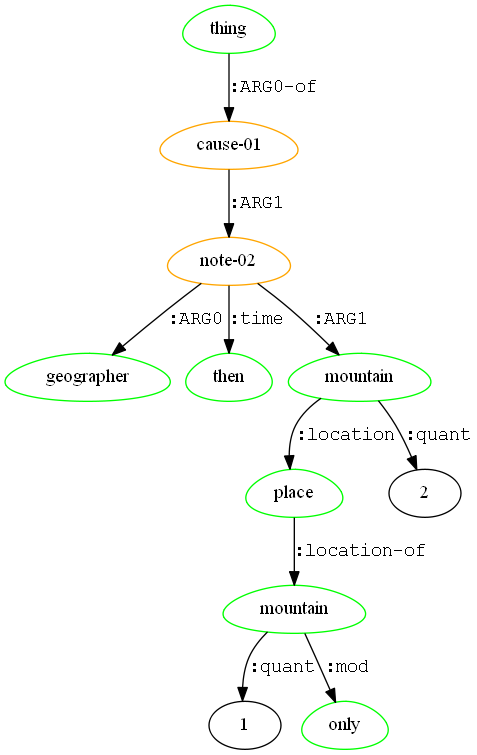 thing
:ARG0-of
cause-01
:ARG1
note-02
:ARG0 :time :ARG1
geographer then mountain
:location :quant
place 2
:location-of
mountain
:quant :mod
1 only